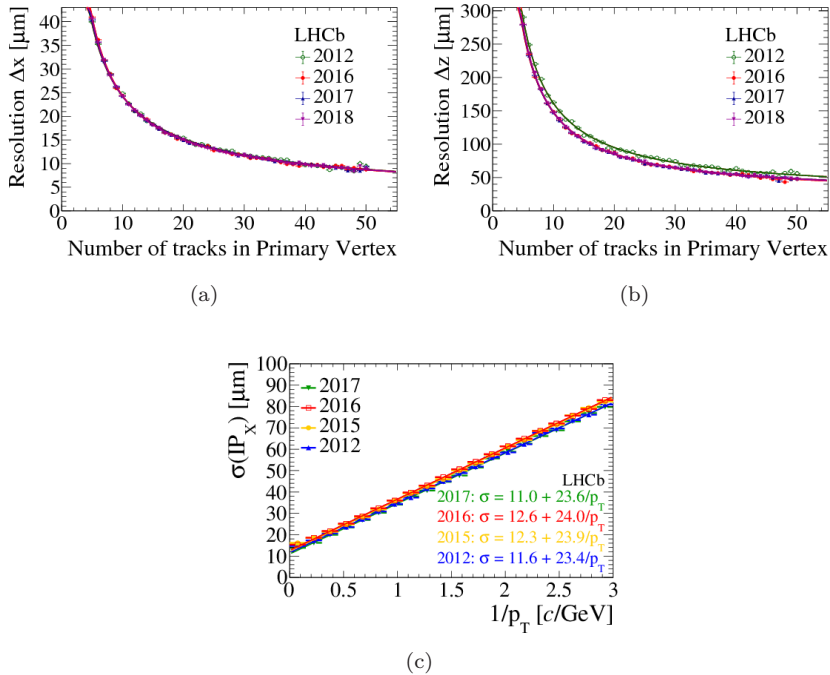 Resolution Δx [μm]
40
35
30
25
20
15
10
5
0
LHCb
2012
2016
2017
2018
0 10 20 30 40 50
Number of tracks in Primary Vertex
(a)
Resolution Δz [μm]
300
250
200
150
100
50
0
LHCb
2012
2016
2017
2018
0 10 20 30 40 50
Number of tracks in Primary Vertex
(b)
σ(IP_X) [μm]
100
90
80
70
60
50
40
30
20
10
0
2017
2016
2015
2012
LHCb
2017: σ = 11.0 + 23.6/p_T
2016: σ = 12.6 + 24.0/p_T
2015: σ = 12.3 + 23.9/p_T
2012: σ = 11.6 + 23.4/p_T
0 0.5 1 1.5 2 2.5 3
1/p_T [c/GeV]
(c)